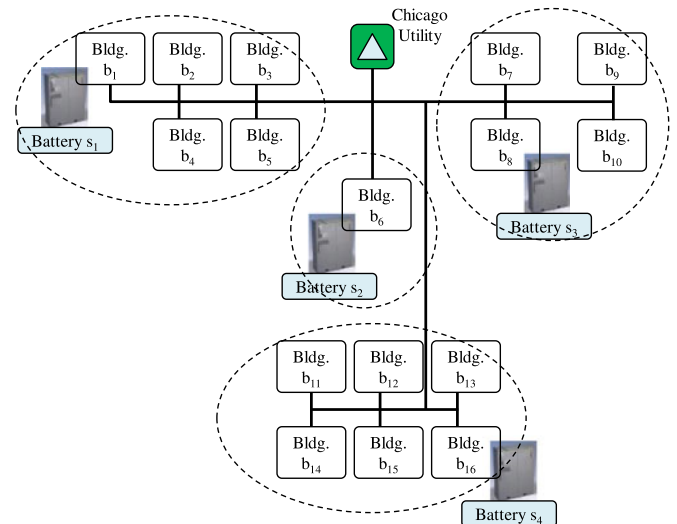 Chicago
Utility
Bldg.
b1
Bldg.
b2
Bldg.
b3
Bldg.
b7
Bldg.
b9
Battery s1
Bldg.
b4
Bldg.
b5
Bldg.
b8
Bldg.
b10
Bldg.
b6
Battery s3
Battery s2
Bldg.
b11
Bldg.
b12
Bldg.
b13
Bldg.
b14
Bldg.
b15
Bldg.
b16
Battery s4